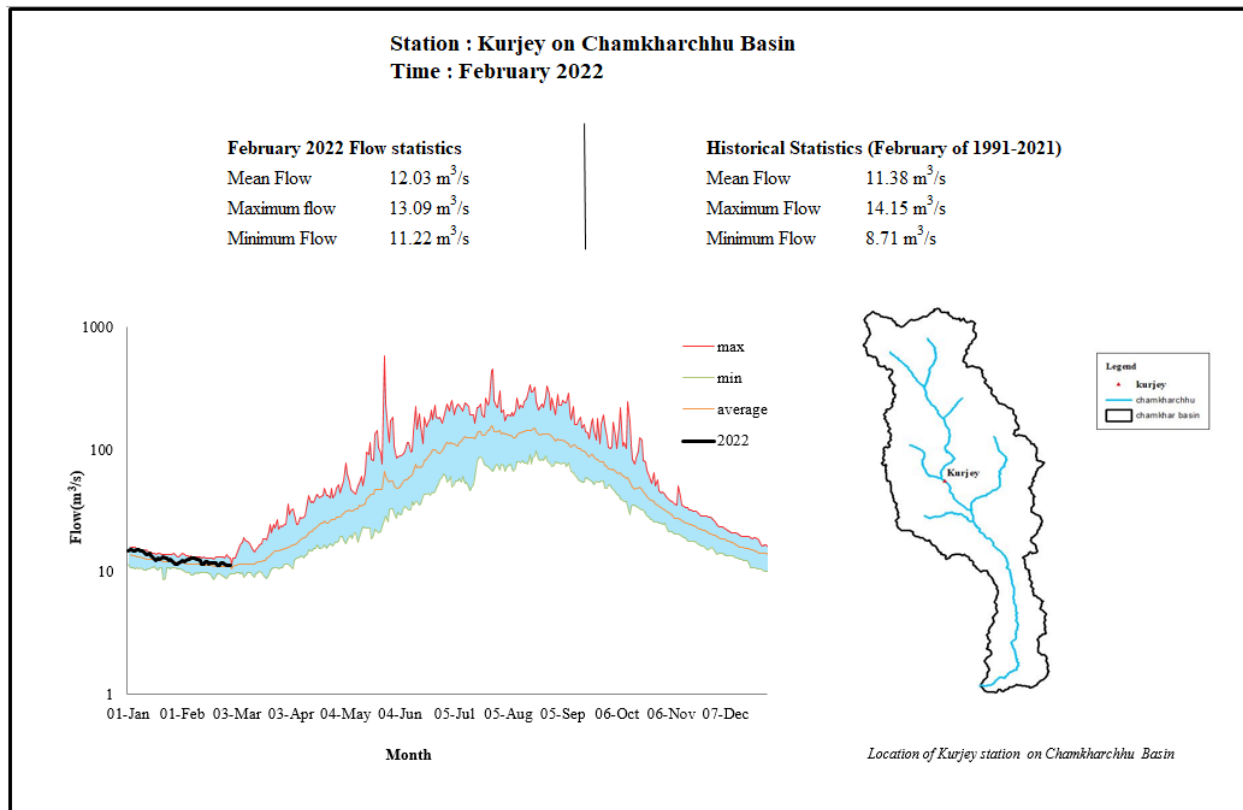 Station : Kurjey on Chamkharchhu Basin
Time : February 2022
February 2022 Flow statistics
Mean Flow 12.03 m³/s
Maximum flow 13.09 m³/s
Minimum Flow 11.22 m³/s
Historical Statistics (February of 1991-2021)
Mean Flow 11.38 m³/s
Maximum Flow 14.15 m³/s
Minimum Flow 8.71 m³/s
1000
100
10
1
Flow(m³/s)
max
min
average
2022
01-Jan 01-Feb 03-Mar 03-Apr 04-May 04-Jun 05-Jul 05-Aug 05-Sep 06-Oct 06-Nov 07-Dec
Month
Kurjey
Legend
kurjey
chamkharchhu
chamkhar basin
Location of Kurjey station on Chamkharchhu Basin